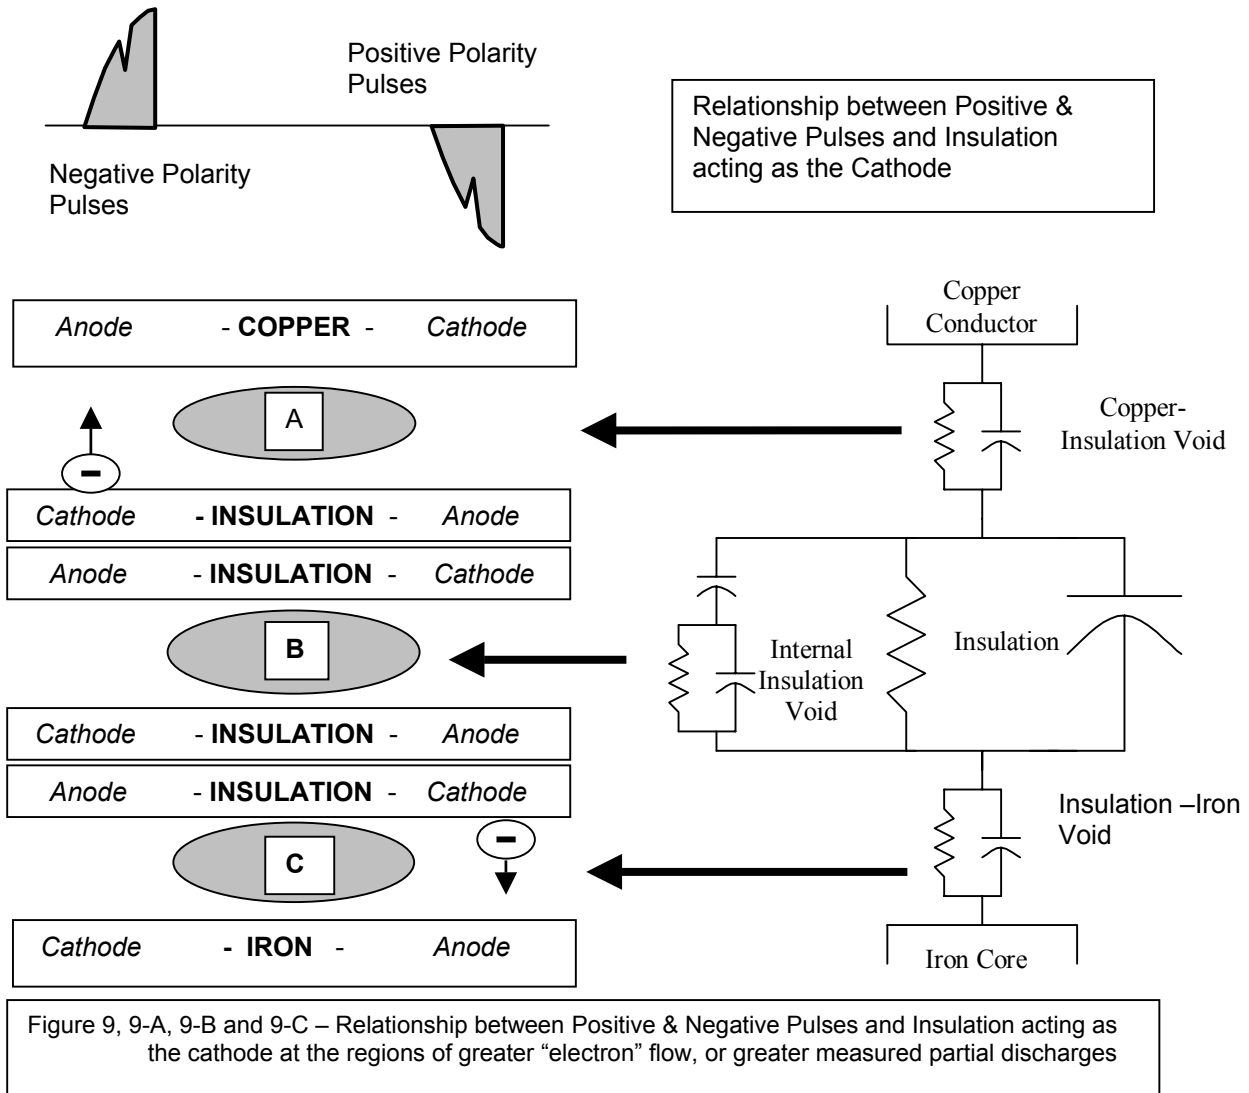 Positive Polarity
Pulses
Negative Polarity
Pulses
Relationship between Positive &
Negative Pulses and Insulation
acting as the Cathode
Anode - COPPER - Cathode
A
Cathode - INSULATION - Anode
Anode - INSULATION - Cathode
B
Cathode - INSULATION - Anode
Anode - INSULATION - Cathode
C
Cathode - IRON - Anode
Copper
Conductor
Copper-
Insulation Void
Internal
Insulation
Void
Insulation
Insulation –Iron
Void
Iron Core
Figure 9, 9-A, 9-B and 9-C – Relationship between Positive & Negative Pulses and Insulation acting as
the cathode at the regions of greater “electron” flow, or greater measured partial discharges